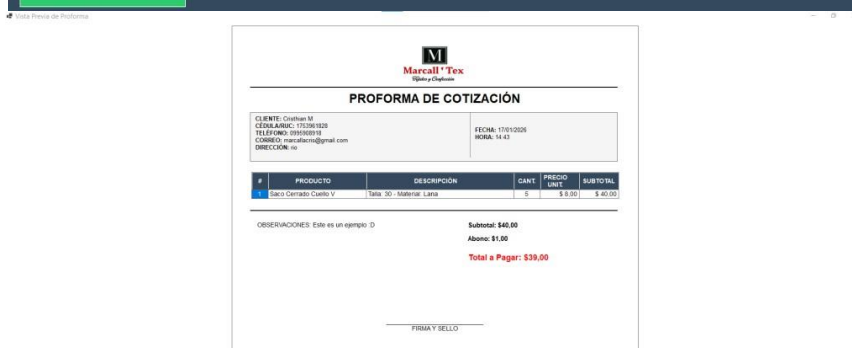 Vista Previa de Proforma
M
Marcall ' Tex
Tejidos y Confección
PROFORMA DE COTIZACIÓN
CLIENTE: Cristhian M
CÉDULA/RUC: 1753961828
TELÉFONO: 0995908918
CORREO: marcallacris@gmail.com
DIRECCIÓN: rio
FECHA: 17/01/2026
HORA: 14:43
# PRODUCTO DESCRIPCIÓN CANT. PRECIO UNIT. SUBTOTAL
1 Saco Cerrado Cuello V Talla: 30 - Material: Lana 5 $ 8,00 $ 40,00
OBSERVACIONES: Este es un ejemplo :D
Subtotal: $40,00
Abono: $1,00
Total a Pagar: $39,00
FIRMA Y SELLO